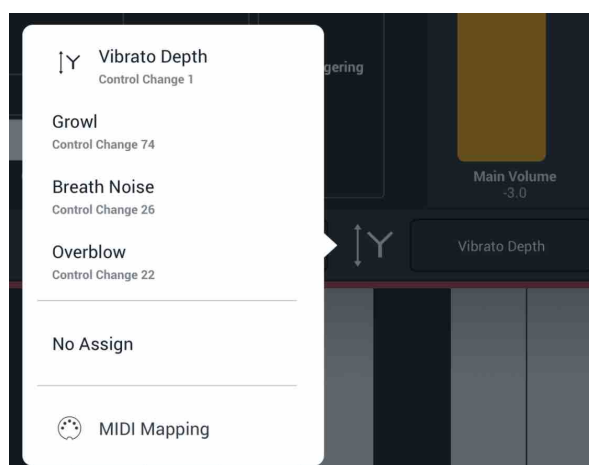 Vibrato Depth
Control Change 1
Growl
Control Change 74
Breath Noise
Control Change 26
Overblow
Control Change 22
No Assign
MIDI Mapping
gering
Main Volume
-3.0
Y
Vibrato Depth